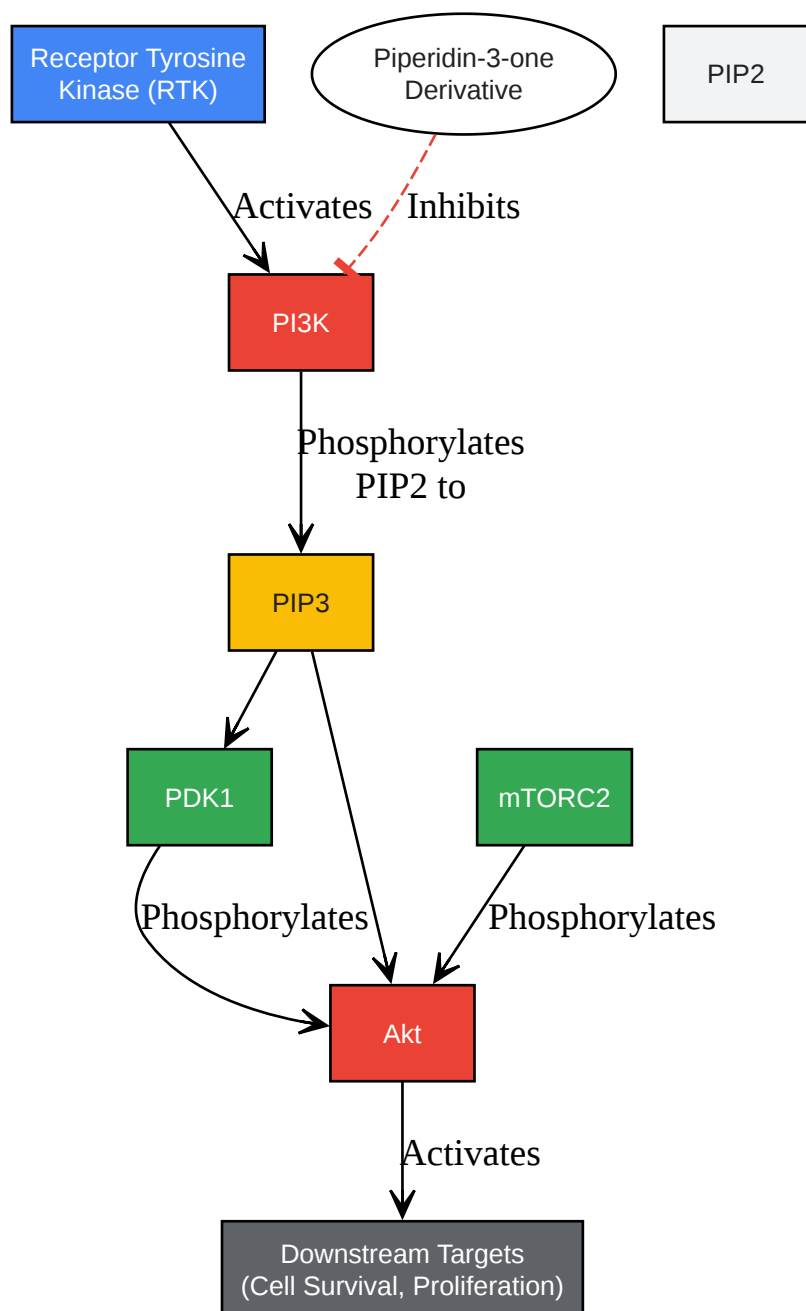 Receptor Tyrosine
Kinase (RTK)
Piperidin-3-one
Derivative
PIP2
Activates
Inhibits
PI3K
Phosphorylates
PIP2 to
PIP3
PDK1
mTORC2
Phosphorylates
Phosphorylates
Akt
Activates
Downstream Targets
(Cell Survival, Proliferation)